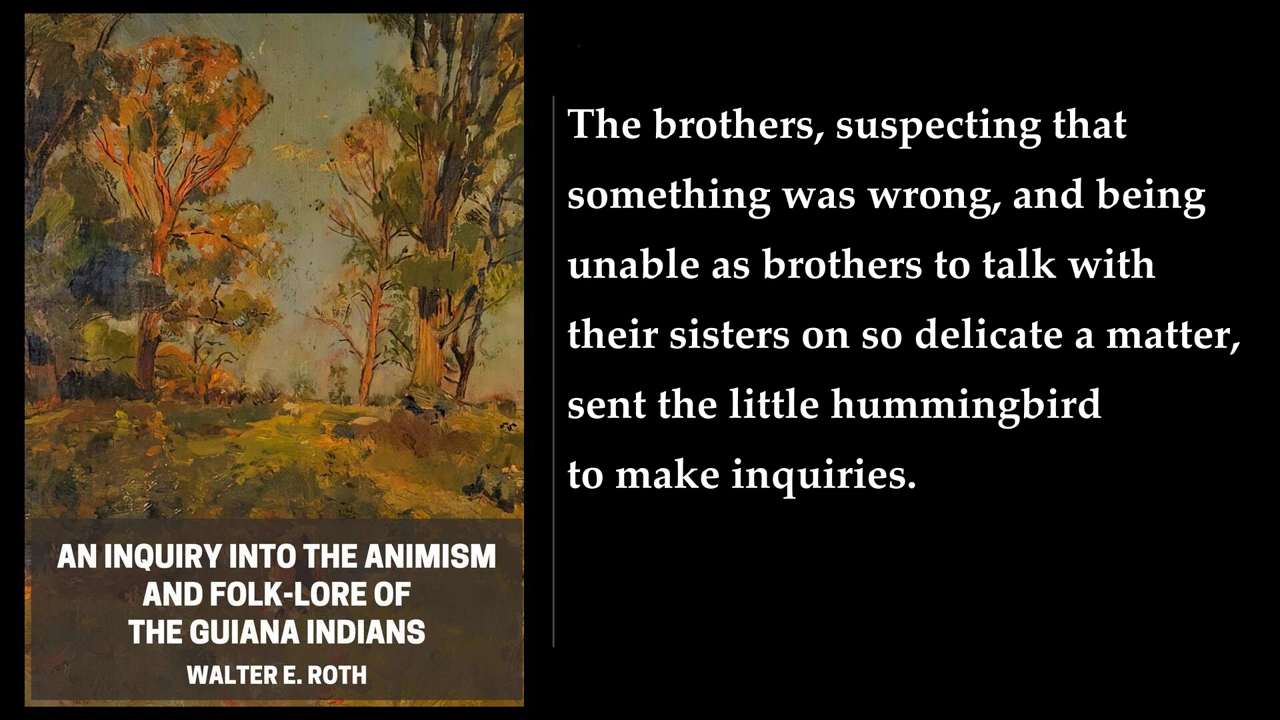 The brothers, suspecting that
something was wrong, and being
unable as brothers to talk with
their sisters on so delicate a matter,
sent the little hummingbird
to make inquiries.
AN INQUIRY INTO THE ANIMISM
AND FOLK-LORE OF
THE GUIANA INDIANS
WALTER E. ROTH